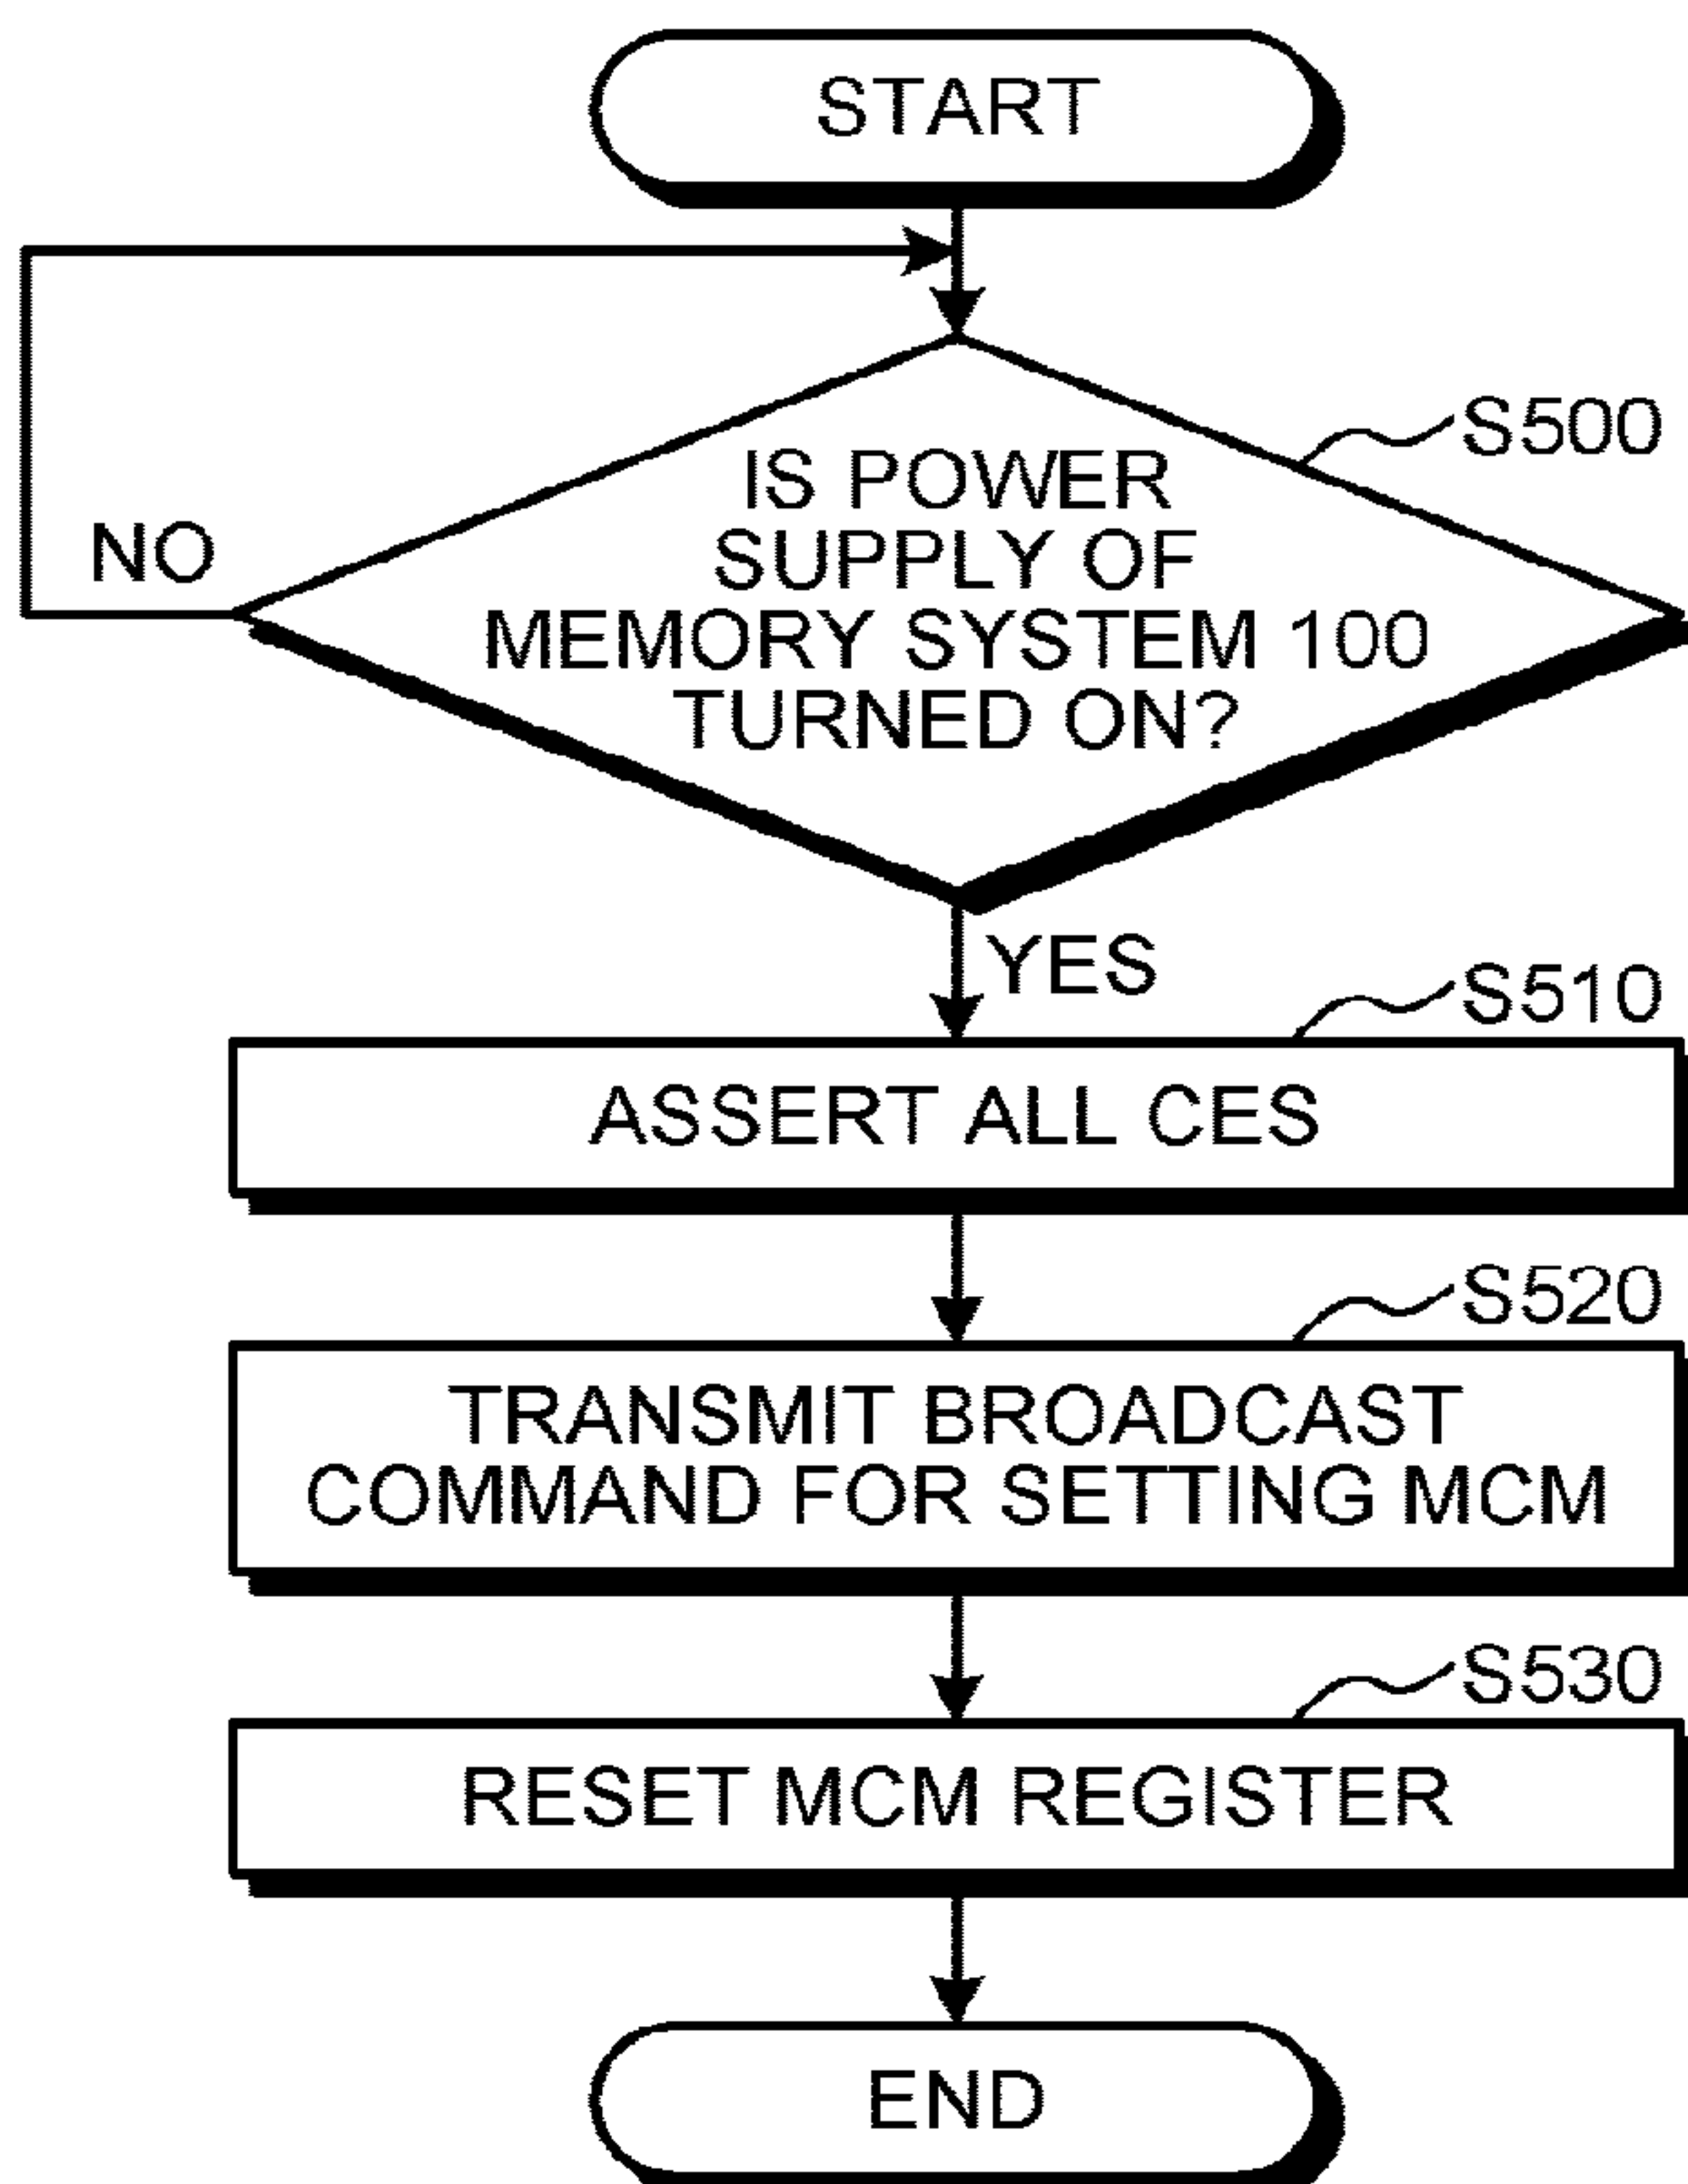 START
S500
IS POWER
SUPPLY OF
MEMORY SYSTEM 100
TURNED ON?
NO
YES
S510
ASSERT ALL CES
S520
TRANSMIT BROADCAST
COMMAND FOR SETTING MCM
S530
RESET MCM REGISTER
END